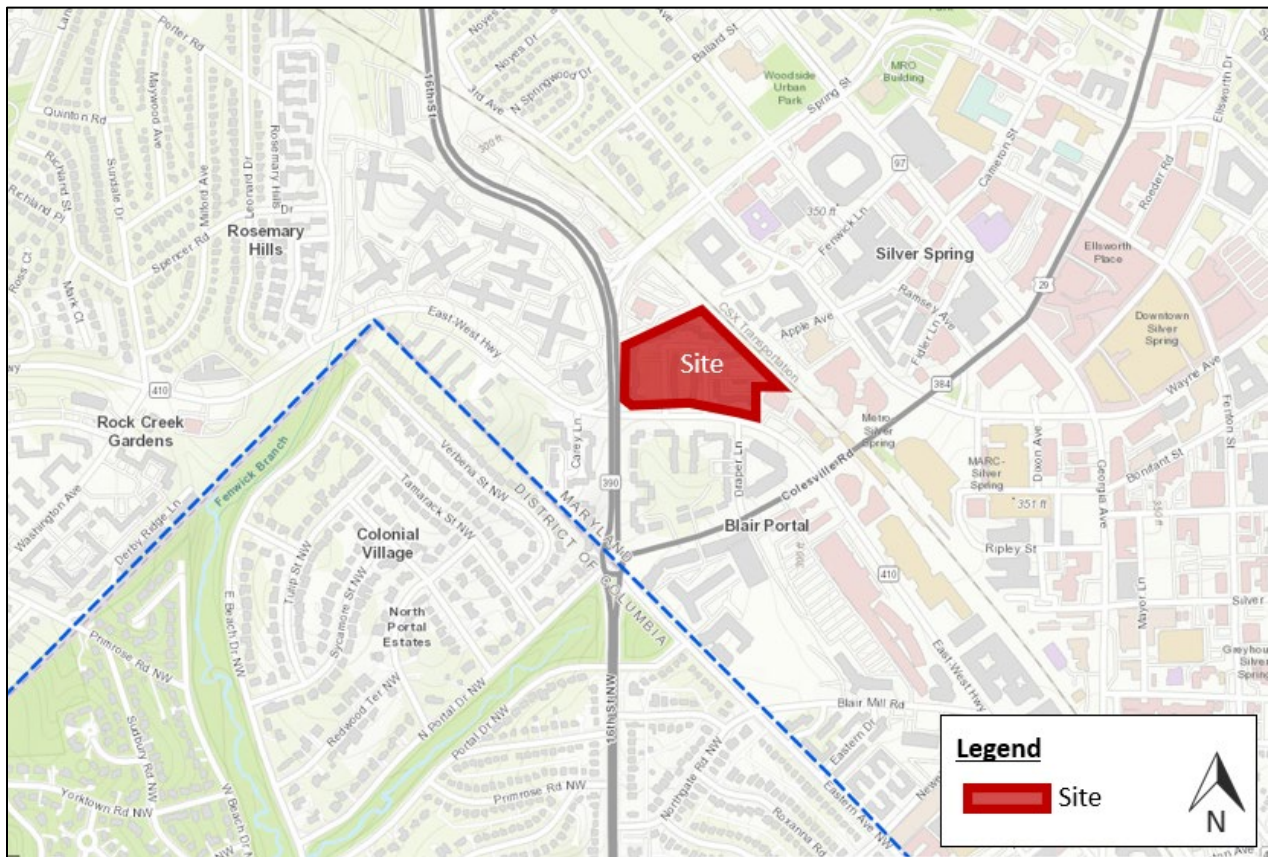 Porter Rd
Maywood Ave
Quinton Rd
Richland St
Richland Pl
Sundale Dr
Milford Ave
Leonard Dr
Rosemary Hills
Dr
Spencer Rd
Rosemary
Hills
Ross Ct
Mark Ct
16th St
Noyes Dr
Noyes Dr
N Springwood Dr
3rd Ave
300 ft
Ballard St
Woodside
Urban
Park
Spring St
MRO
Building
Park
Cameron St
Ellsworth Dr
97
Roeder Rd
350 ft
Fenwick Ln
Silver Spring
Ellsworth
Place
29
Ramsey Ave
Apple Ave
Fidler Ln
Downtown
Silver
Spring
CSX Transportation
Site
East-West Hwy
384
Wayne Ave
410
Rock Creek
Gardens
Fenwick Branch
Derby Ridge Ln
Washington Ave
Verbena St NW
Tamarack St NW
Carey Ln
390
Draper Ln
Metro-
Silver
Spring
Colesville Rd
MARC-
Silver
Spring
Dixon Ave
Georgia Ave
Bonifant St
Fenton St
351 ft
MARYLAND
DISTRICT OF COLUMBIA
Blair Portal
300 ft
Ripley St
410
Colonial
Village
Tulip St NW
Sycamore St NW
E Beach Dr NW
North
Portal
Estates
Mayor Ln
Silver
Greyhound
Silver
Spring
Primrose Rd NW
Redwood Ter NW
N Portal Dr NW
Portal Dr NW
16th St NW
East-West Hwy
Blair Mill Rd
Eastern Dr
Sudbury Rd NW
Yorktown Rd NW
W Beach Dr N
Primrose Rd NW
Northgate Rd NW
Roxanna Rd
Eastern Ave NW
Legend
Site
N